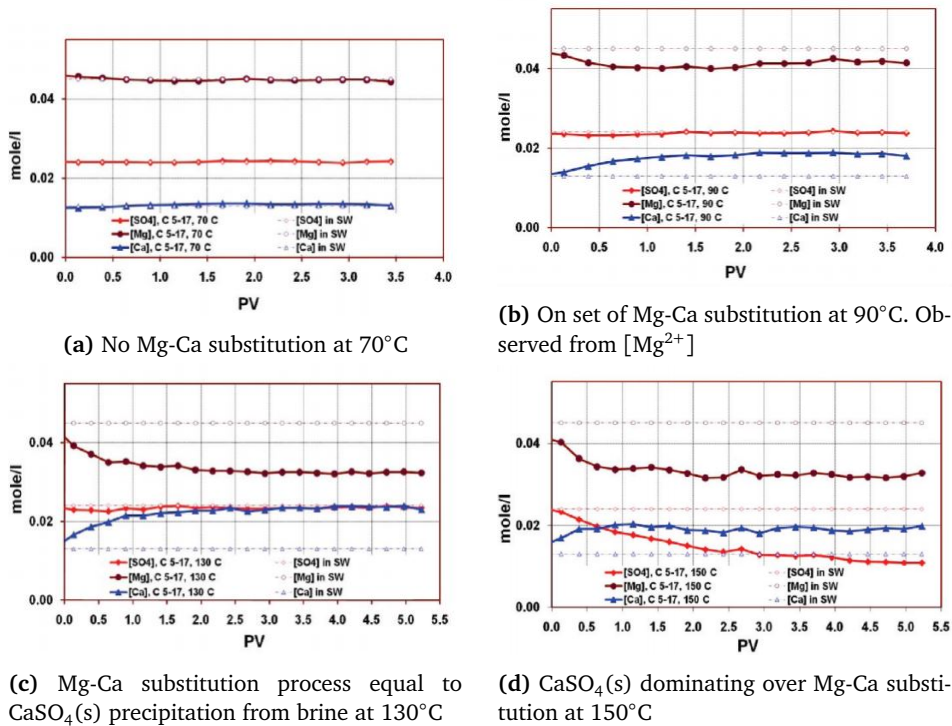 mole/l
0.04
0.02
0.00
[SO4], C 5-17, 70 C
[Mg], C 5-17, 70 C
[Ca], C 5-17, 70 C
[SO4] in SW
[Mg] in SW
[Ca] in SW
0.0 0.5 1.0 1.5 2.0 2.5 3.0 3.5 4.0
PV
(a) No Mg-Ca substitution at 70°C
mole/l
0.04
0.02
0.00
[SO4], C 5-17, 90 C
[Mg], C 5-17, 90 C
[Ca], C 5-17, 90 C
[SO4] in SW
[Mg] in SW
[Ca] in SW
0.0 0.5 1.0 1.5 2.0 2.5 3.0 3.5 4.0
PV
(b) On set of Mg-Ca substitution at 90°C. Ob-
served from [Mg²⁺]
mole/l
0.04
0.02
0.00
[SO4], C 5-17, 130 C
[Mg], C 5-17, 130 C
[Ca], C 5-17, 130 C
[SO4] in SW
[Mg] in SW
[Ca] in SW
0.0 0.5 1.0 1.5 2.0 2.5 3.0 3.5 4.0 4.5 5.0 5.5
PV
(c) Mg-Ca substitution process equal to
CaSO₄(s) precipitation from brine at 130°C
mole/l
0.04
0.02
0.00
[SO4], C 5-17, 150 C
[Mg], C 5-17, 150 C
[Ca], C 5-17, 150 C
[SO4] in SW
[Mg] in SW
[Ca] in SW
0.0 0.5 1.0 1.5 2.0 2.5 3.0 3.5 4.0 4.5 5.0 5.5
PV
(d) CaSO₄(s) dominating over Mg-Ca substi-
tution at 150°C